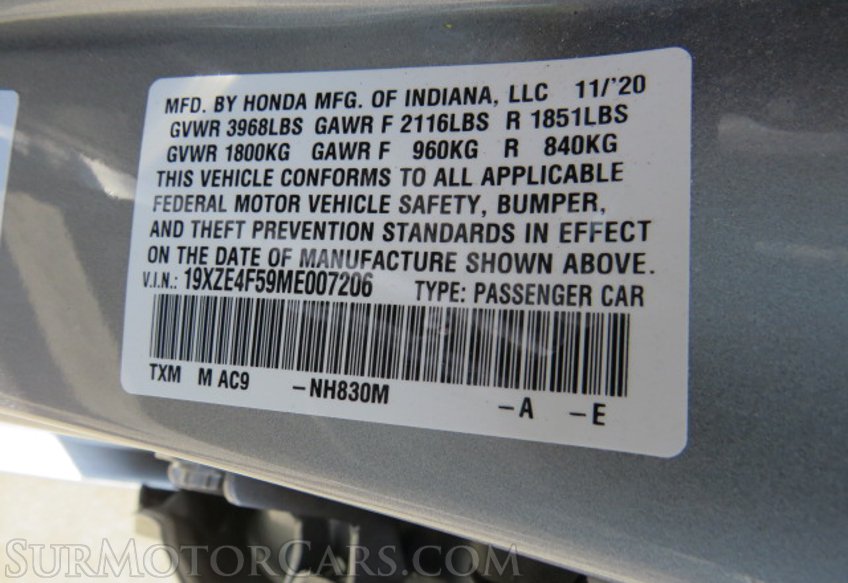 MFD. BY HONDA MFG. OF INDIANA, LLC 11/'20
GVWR 3968LBS GAWR F 2116LBS R 1851LBS
GVWR 1800KG GAWR F 960KG R 840KG
THIS VEHICLE CONFORMS TO ALL APPLICABLE
FEDERAL MOTOR VEHICLE SAFETY, BUMPER,
AND THEFT PREVENTION STANDARDS IN EFFECT
ON THE DATE OF MANUFACTURE SHOWN ABOVE.
V.I.N.: 19XZE4F59ME007206 TYPE: PASSENGER CAR
TXM M AC9 -NH830M -A -E
SURMOTORCARS.COM